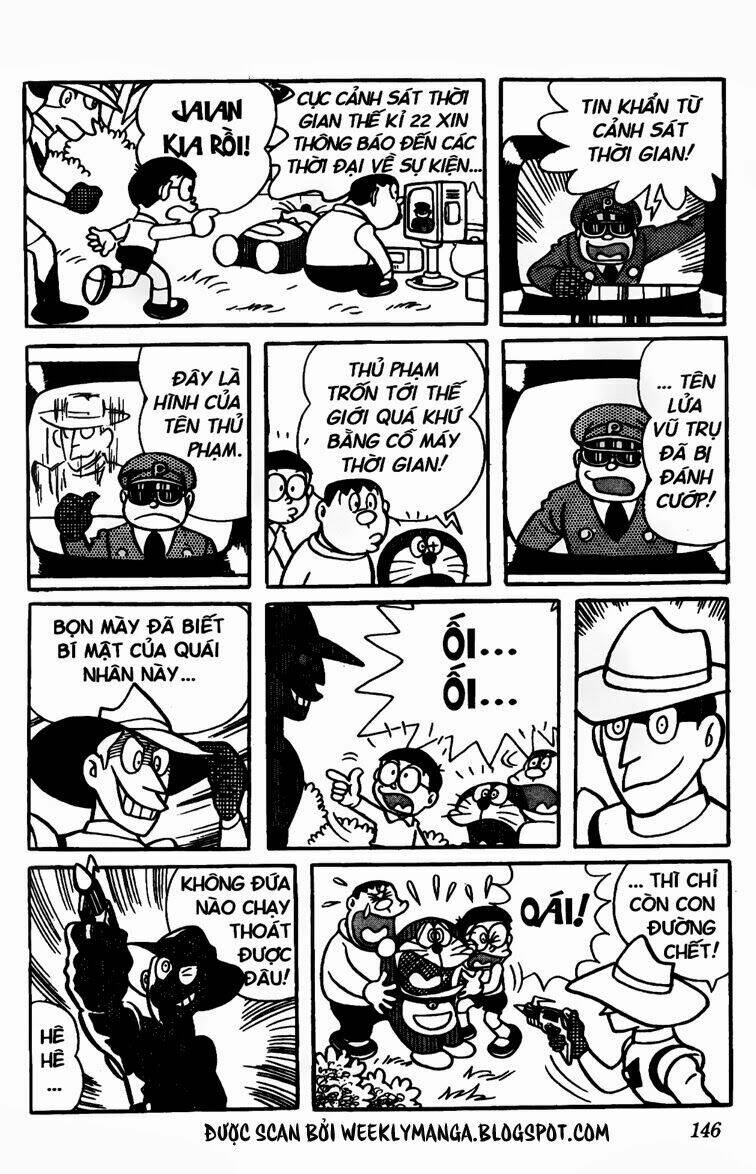 TIN KHẨN TỪ
CẢNH SÁT
THỜI GIAN!
CỤC CẢNH SÁT THỜI
GIAN THẾ KỈ 22 XIN
THÔNG BÁO ĐẾN CÁC
THỜI ĐẠI VỀ SỰ KIỆN...
JAIAN
KIA RỒI!
... TÊN
LỬA
VŨ TRỤ
ĐÃ BỊ
ĐÁNH
CƯỚP!
THỦ PHẠM
TRỐN TỚI THẾ
GIỚI QUÁ KHỨ
BẰNG CỖ MÁY
THỜI GIAN!
ĐÂY LÀ
HÌNH CỦA
TÊN THỦ
PHẠM.
ỐI...
ỐI...
BỌN MÀY ĐÃ BIẾT
BÍ MẬT CỦA QUÁI
NHÂN NÀY...
... THÌ CHỈ
CÒN CON
ĐƯỜNG
CHẾT!
QÁI!
KHÔNG ĐỨA
NÀO CHẠY
THOÁT
ĐƯỢC
ĐÂU!
HÊ
HÊ
...
146
ĐƯỢC SCAN BỞI WEEKLYMANGA.BLOGSPOT.COM